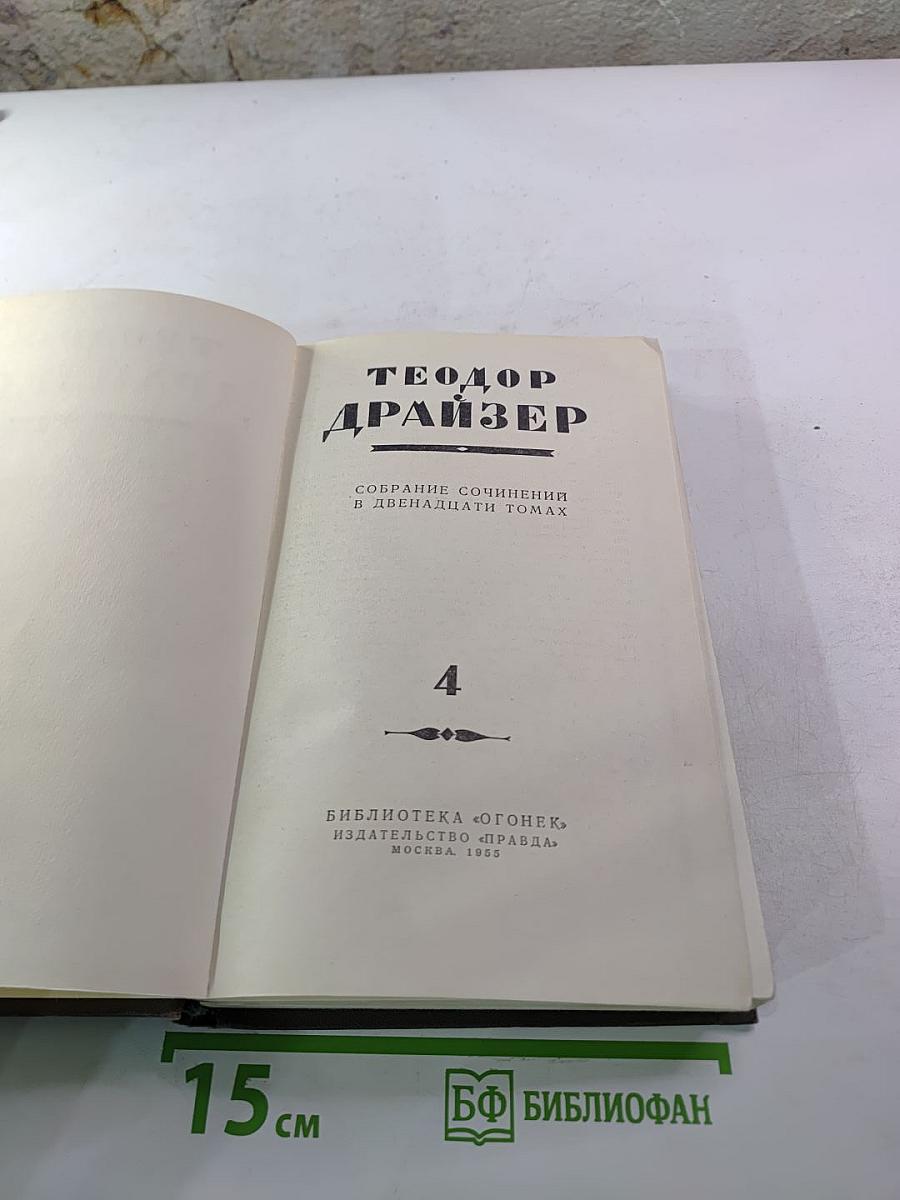 ТЕОДОР
ДРАЙЗЕР
СОБРАНИЕ СОЧИНЕНИЙ
В ДВЕНАДЦАТИ ТОМАХ
4
БИБЛИОТЕКА «ОГОНЕК»
ИЗДАТЕЛЬСТВО «ПРАВДА»
МОСКВА. 1955
15 см
БФ БИБЛИОФАН